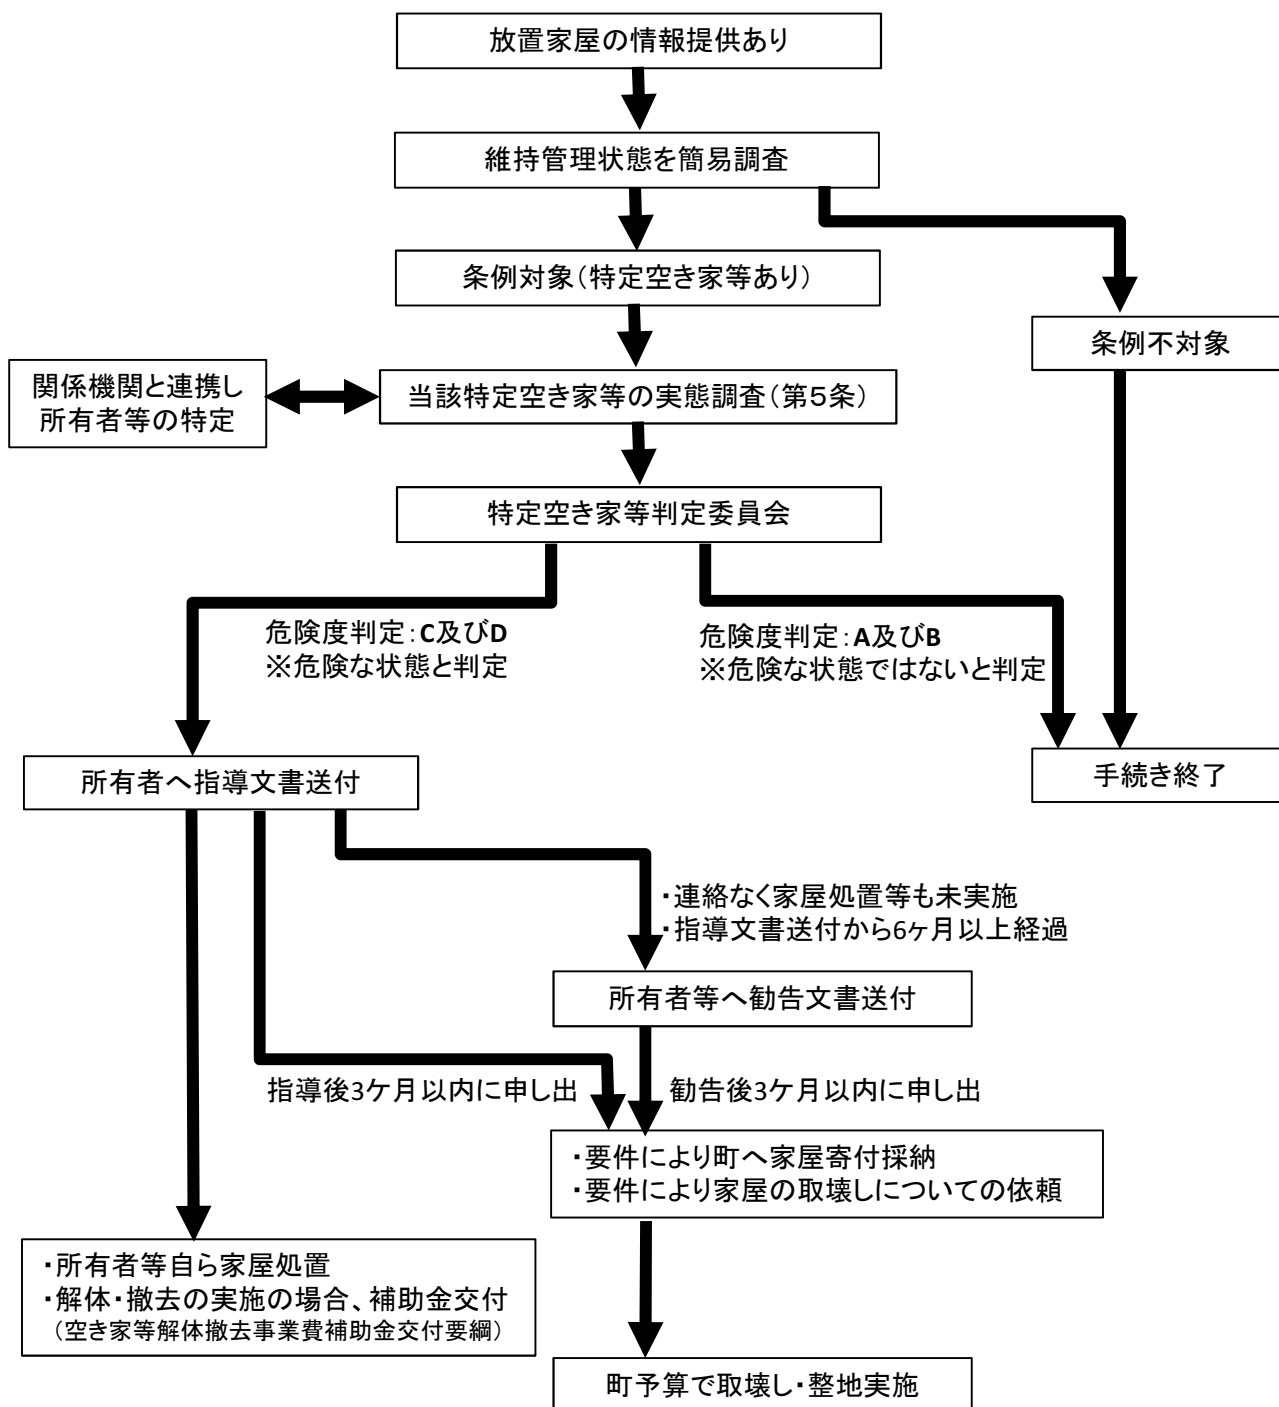 放置家屋の情報提供あり
維持管理状態を簡易調査
条例対象（特定空き家等あり）
条例不対象
関係機関と連携し
所有者等の特定
当該特定空き家等の実態調査（第５条）
特定空き家等判定委員会
危険度判定：C及びD
※危険な状態と判定
危険度判定：A及びB
※危険な状態ではないと判定
所有者へ指導文書送付
手続き終了
・連絡なく家屋処置等も未実施
・指導文書送付から6ヶ月以上経過
所有者等へ勧告文書送付
指導後3ケ月以内に申し出
勧告後3ケ月以内に申し出
・要件により町へ家屋寄付採納
・要件により家屋の取壊しについての依頼
・所有者等自ら家屋処置
・解体・撤去の実施の場合、補助金交付
（空き家等解体撤去事業費補助金交付要綱）
町予算で取壊し・整地実施